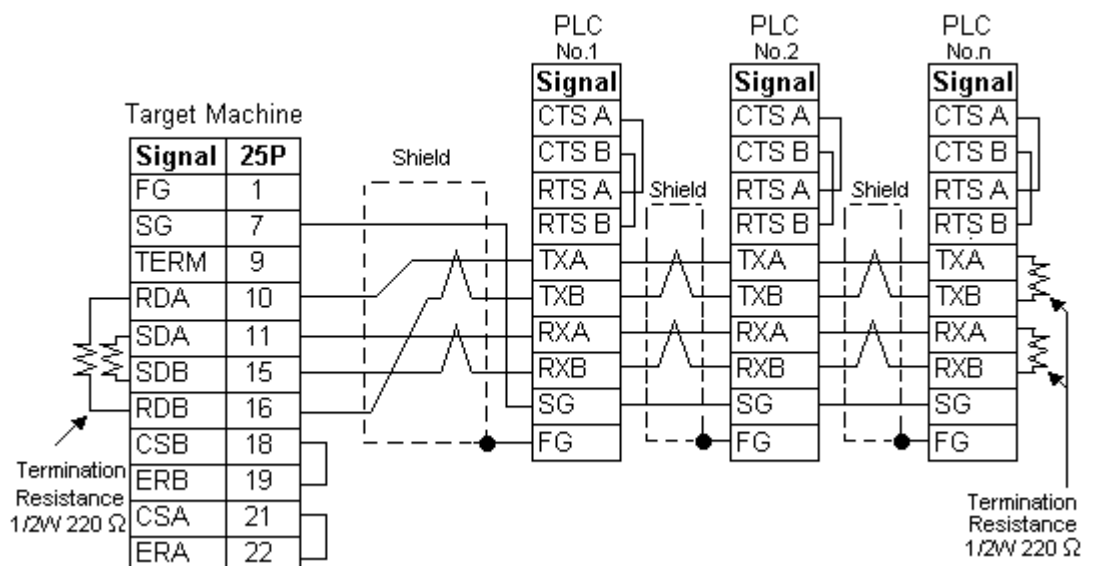 PLC
No.1
PLC
No.2
PLC
No.n
Target Machine
Signal 25P
FG 1
SG 7
TERM 9
RDA 10
SDA 11
SDB 15
RDB 16
CSB 18
ERB 19
CSA 21
ERA 22
Termination
Resistance
1/2W 220 Ω
Shield
Signal
CTS A
CTS B
RTS A
RTS B
TXA
TXB
RXA
RXB
SG
FG
Shield
Signal
CTS A
CTS B
RTS A
RTS B
TXA
TXB
RXA
RXB
SG
FG
Shield
Signal
CTS A
CTS B
RTS A
RTS B
TXA
TXB
RXA
RXB
SG
FG
Termination
Resistance
1/2W 220 Ω